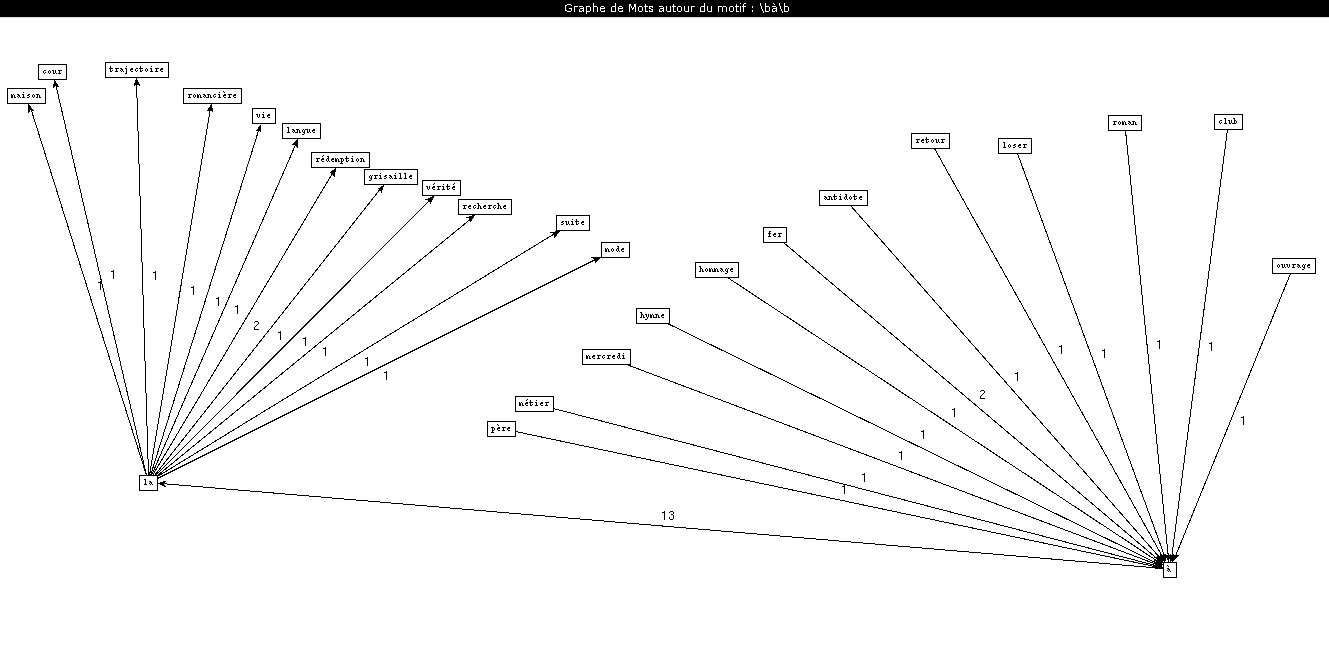 Graphe de Mots autour du motif : \bà\b
cour
trajectoire
maison
romancière
vie
langue
rédemption
grisaille
vérité
recherche
suite
mode
retour
loser
roman
club
antidote
fer
hommage
ouvrage
hymne
mercredi
métier
père
1
1
1
1
1
1
2
1
1
1
1
1
1
1
1
1
1
2
1
1
1
1
1
1
la
13
à